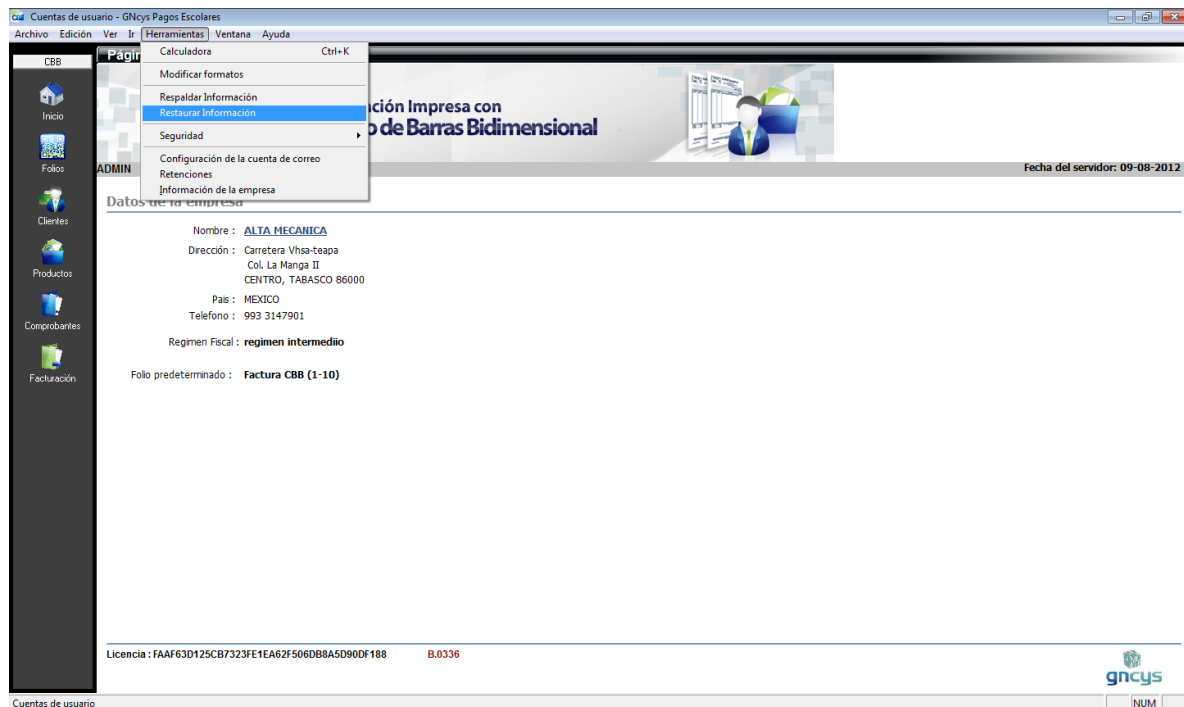 Cuentas de usuario - GNcys Pagos Escolares
Archivo Edición Ver Ir Herramientas Ventana Ayuda
CBB
Inicio
Folios
Clientes
Productos
Comprobantes
Facturación
Págin
Calculadora Ctrl+K
Modificar formatos
Respaldar Información
Restaurar Información
Seguridad
Configuración de la cuenta de correo
Retenciones
Información de la empresa
ción Impresa con
o de Barras Bidimensional
ADMIN
Fecha del servidor: 09-08-2012
Datos de la empresa
Nombre : ALTA MECANICA
Dirección : Carretera Vhsa-teapa
Col. La Manga II
CENTRO, TABASCO 86000
Pais : MEXICO
Telefono : 993 3147901
Regimen Fiscal : regimen intermediio
Folio predeterminado : Factura CBB (1-10)
Licencia : FAAF63D125CB7323FE1EA62F506DB8A5D90DF188 B.0336
gncys
Cuentas de usuario NUM